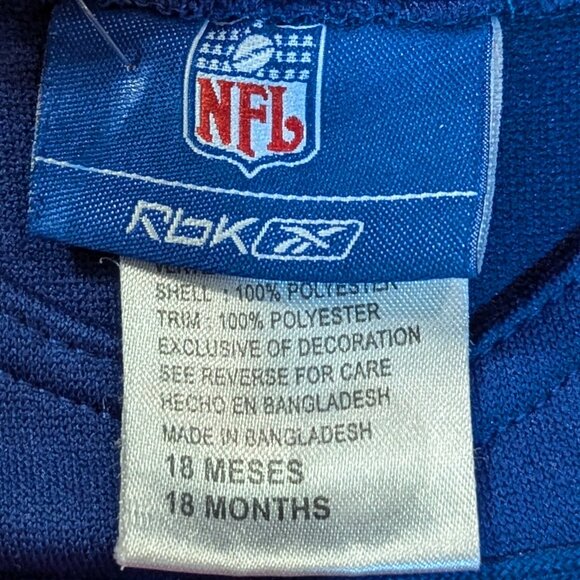 NFL
RbK
SHELL : 100% POLYESTER
TRIM : 100% POLYESTER
EXCLUSIVE OF DECORATION
SEE REVERSE FOR CARE
HECHO EN BANGLADESH
MADE IN BANGLADESH
18 MESES
18 MONTHS